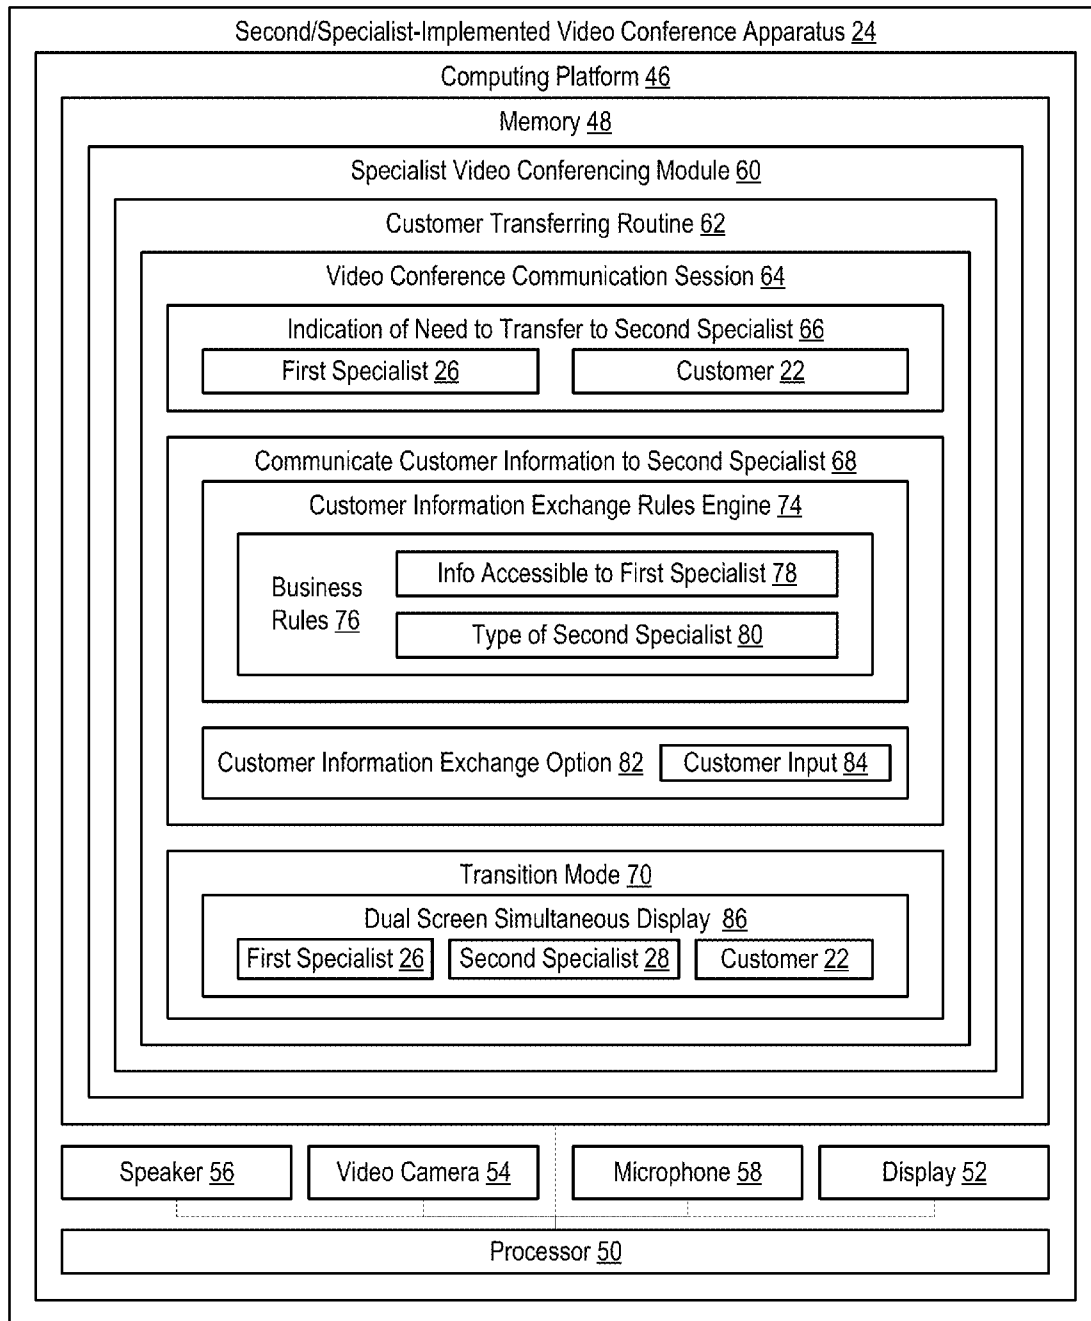 Second/Specialist-Implemented Video Conference Apparatus 24
Computing Platform 46
Memory 48
Specialist Video Conferencing Module 60
Customer Transferring Routine 62
Video Conference Communication Session 64
Indication of Need to Transfer to Second Specialist 66
First Specialist 26
Customer 22
Communicate Customer Information to Second Specialist 68
Customer Information Exchange Rules Engine 74
Business
Rules 76
Info Accessible to First Specialist 78
Type of Second Specialist 80
Customer Information Exchange Option 82
Customer Input 84
Transition Mode 70
Dual Screen Simultaneous Display 86
First Specialist 26
Second Specialist 28
Customer 22
Speaker 56
Video Camera 54
Microphone 58
Display 52
Processor 50